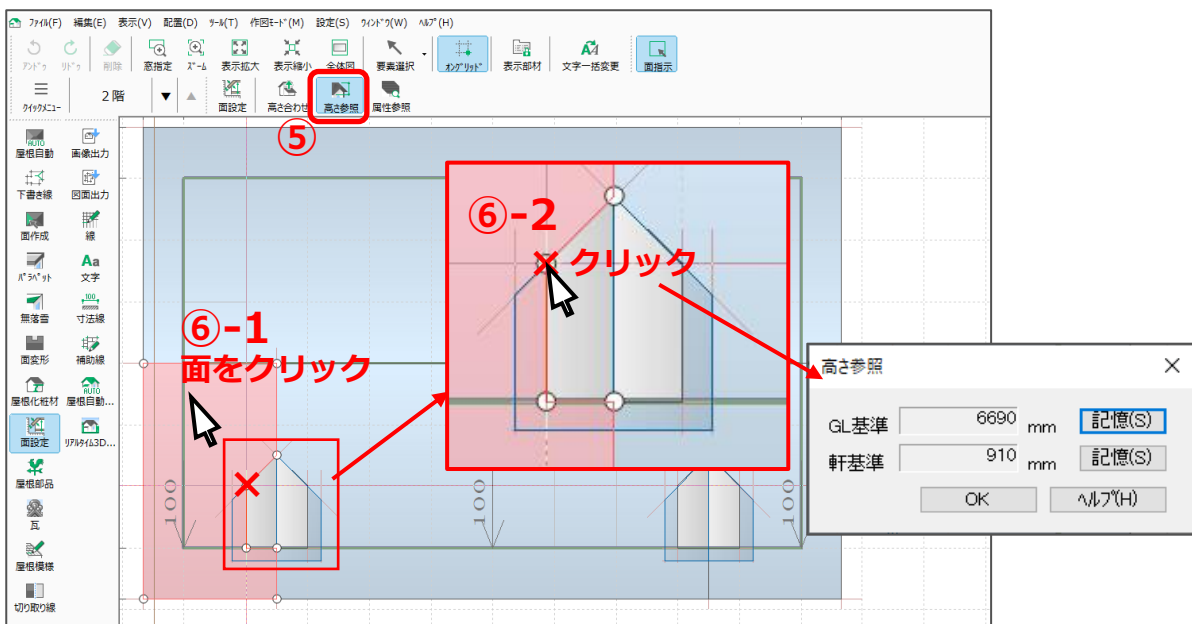 ファイル(F) 編集(E) 表示(V) 配置(D) ツール(T) 作図モード(M) 設定(S) ウィンドウ(W) ヘルプ(H)
アンドゥ リドゥ 削除 窓指定 ズーム 表示拡大 表示縮小 全体図 要素選択 オングリッド 表示部材 文字一括変更 面指示
クイックメニュー 2階 ▼ ▲ 面設定 高さ合わせ 高さ参照 属性参照
⑤
AUTO
屋根自動 画像出力
下書き線 図面出力
面作成 線
Aa
パラペット 文字
100
無落雪 寸法線
面変形 補助線
AUTO
屋根化粧材 屋根自動...
面設定 リアルタイム3D...
屋根部品
瓦
屋根模様
切り取り線
⑥-1
面をクリック
⑥-2
クリック
100
100
100
高さ参照
GL基準 6690 mm 記憶(S)
軒基準 910 mm 記憶(S)
OK ヘルプ(H)